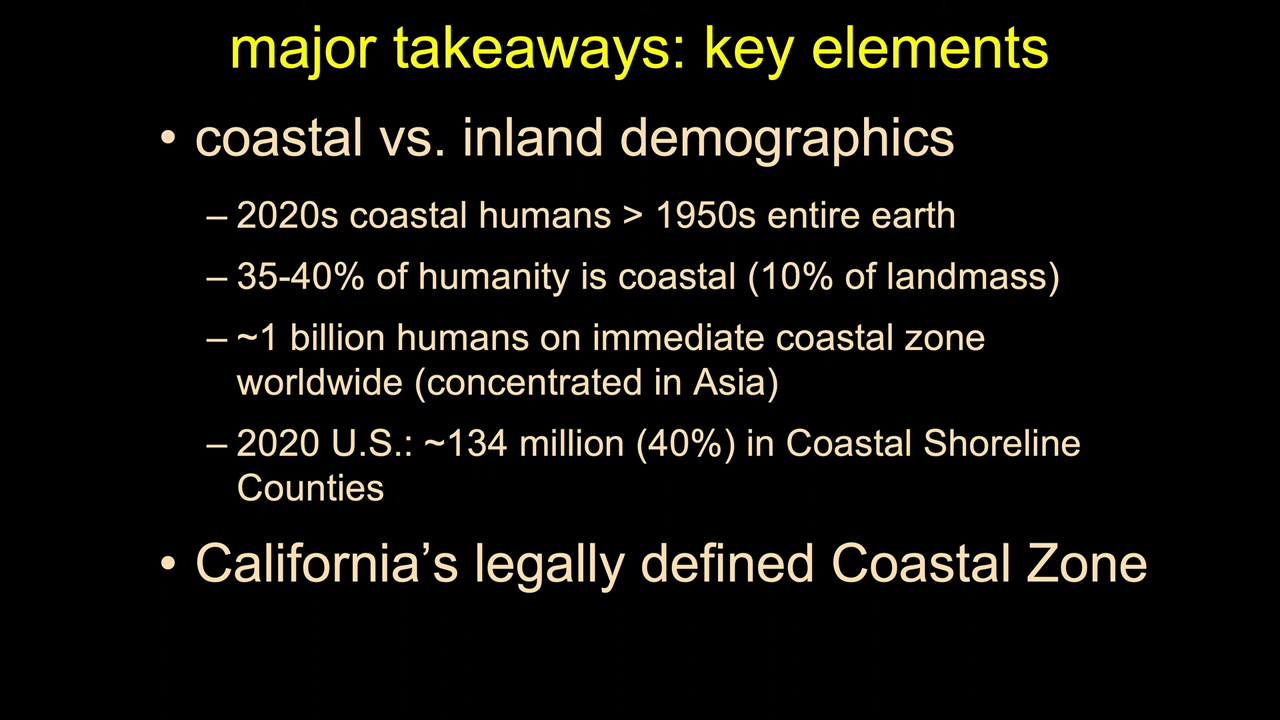 major takeaways: key elements
• coastal vs. inland demographics
– 2020s coastal humans > 1950s entire earth
– 35-40% of humanity is coastal (10% of landmass)
– ~1 billion humans on immediate coastal zone
worldwide (concentrated in Asia)
– 2020 U.S.: ~134 million (40%) in Coastal Shoreline
Counties
• California’s legally defined Coastal Zone